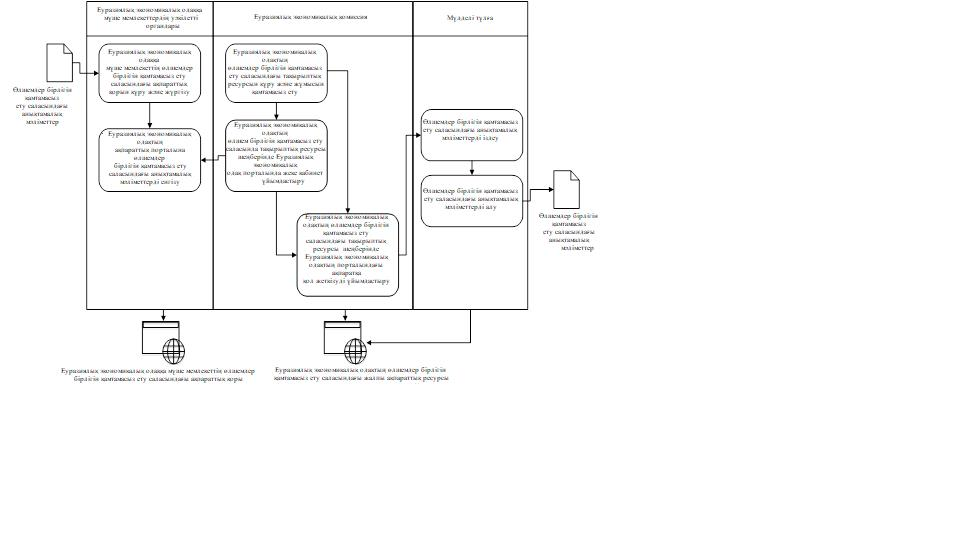 Еуразиялық экономикалық одаққа
мүше мемлекеттердің уәкілетті
органдары
Еуразиялық экономикалық комиссия
Мүдделі тұлға
Өлшемдер бірлігін
қамтамасыз
ету саласындағы
анықтамалық
мәліметтер
Еуразиялық экономикалық
одаққа
мүше мемлекеттің өлшемдер
бірлігін қамтамасыз ету
саласындағы ақпараттық
қорын құру және жүргізу
Еуразиялық экономикалық
одақтың
ақпараттық порталына
өлшемдер
бірлігін қамтамасыз ету
саласындағы анықтамалық
мәліметтерді енгізу
Еуразиялық экономикалық
одақтың
өлшемдер бірлігін қамтамасыз
ету саласындағы тақырыптық
ресурсын құру және жұмысын
қамтамасыз ету
Еуразиялық экономикалық
одақтың
өлшем бірлігін қамтамасыз ету
саласында тақырыптық ресурсы
шеңберінде Еуразиялық
экономикалық
одақ порталында жеке кабинет
ұйымдастыру
Еуразиялық экономикалық
одақтың өлшемдер бірлігін
қамтамасыз ету
саласындағы тақырыптық
ресурсы шеңберінде
Еуразиялық экономикалық
одақтың порталындағы
ақпаратқа
қол жеткізуді ұйымдастыру
Өлшемдер бірлігін қамтамасыз
ету саласындағы анықтамалық
мәліметтерді іздеу
Өлшемдер бірлігін қамтамасыз
ету саласындағы анықтамалық
мәліметтерді алу
Өлшемдер бірлігін
қамтамасыз
ету саласындағы
анықтамалық
мәліметтер
Еуразиялық экономикалық одаққа мүше мемлекеттің өлшемдер
бірлігін қамтамасыз ету саласындағы ақпараттық қоры
Еуразиялық экономикалық одақтың өлшемдер бірлігін
қамтамасыз ету саласындағы жалпы ақпараттық ресурсы